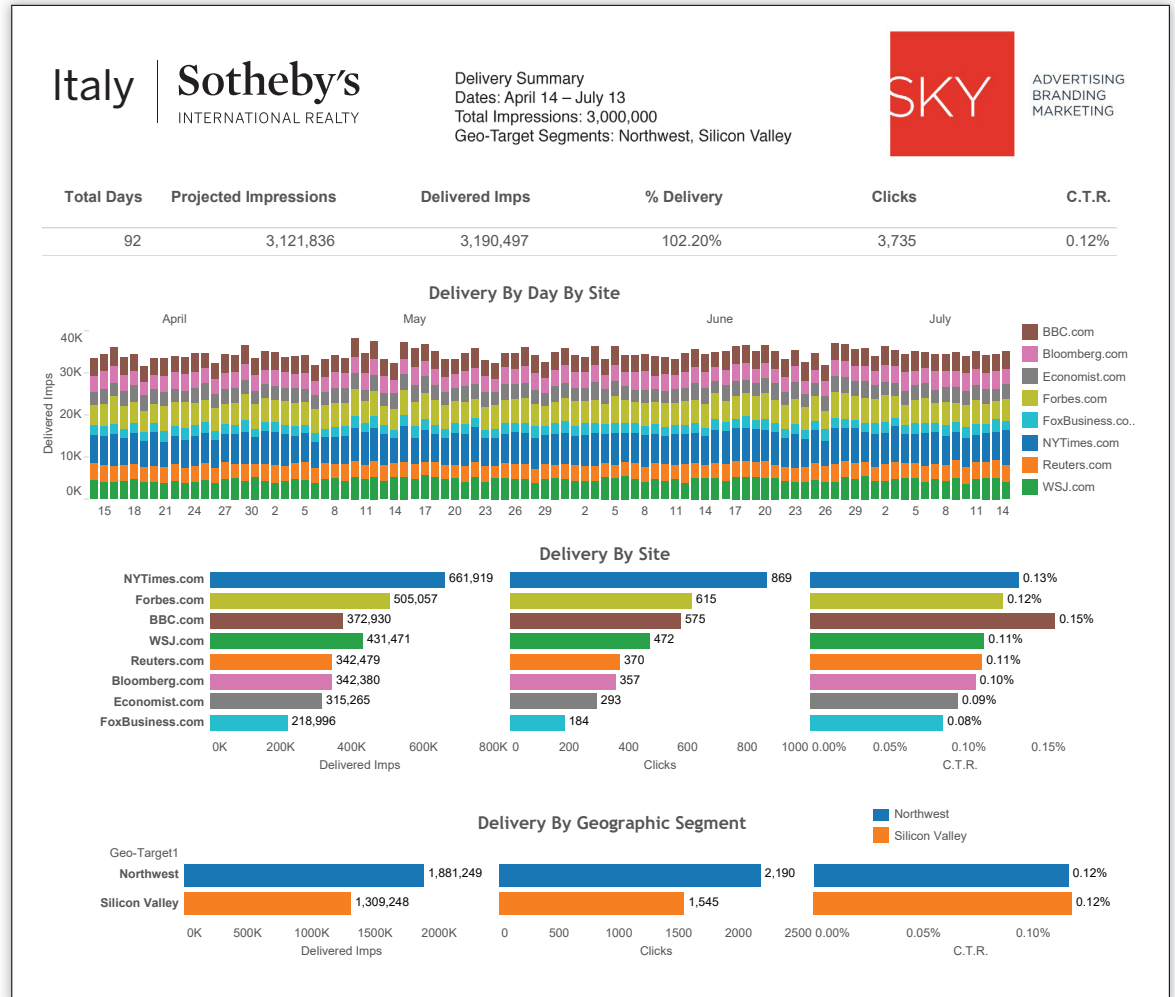 Italy
Sotheby's
INTERNATIONAL REALTY
Delivery Summary
Dates: April 14 – July 13
Total Impressions: 3,000,000
Geo-Target Segments: Northwest, Silicon Valley
SKY
ADVERTISING
BRANDING
MARKETING
Total Days Projected Impressions Delivered Imps % Delivery Clicks C.T.R.
92 3,121,836 3,190,497 102.20% 3,735 0.12%
Delivery By Day By Site
April May June July
40K
30K
20K
10K
0K
Delivered Imps
15 18 21 24 27 30 2 5 8 11 14 17 20 23 26 29 2 5 8 11 14 17 20 23 26 29 2 5 8 11 14
BBC.com
Bloomberg.com
Economist.com
Forbes.com
FoxBusiness.co..
NYTimes.com
Reuters.com
WSJ.com
Delivery By Site
NYTimes.com 661,919 869 0.13%
Forbes.com 505,057 615 0.12%
BBC.com 372,930 575 0.15%
WSJ.com 431,471 472 0.11%
Reuters.com 342,479 370 0.11%
Bloomberg.com 342,380 357 0.10%
Economist.com 315,265 293 0.09%
FoxBusiness.com 218,996 184 0.08%
0K 200K 400K 600K 800K 0 200 400 600 800 1000 0.00% 0.05% 0.10% 0.15%
Delivered Imps Clicks C.T.R.
Delivery By Geographic Segment
Northwest
Silicon Valley
Geo-Target1
Northwest 1,881,249 2,190 0.12%
Silicon Valley 1,309,248 1,545 0.12%
0K 500K 1000K 1500K 2000K 0 500 1000 1500 2000 2500 0.00% 0.05% 0.10%
Delivered Imps Clicks C.T.R.